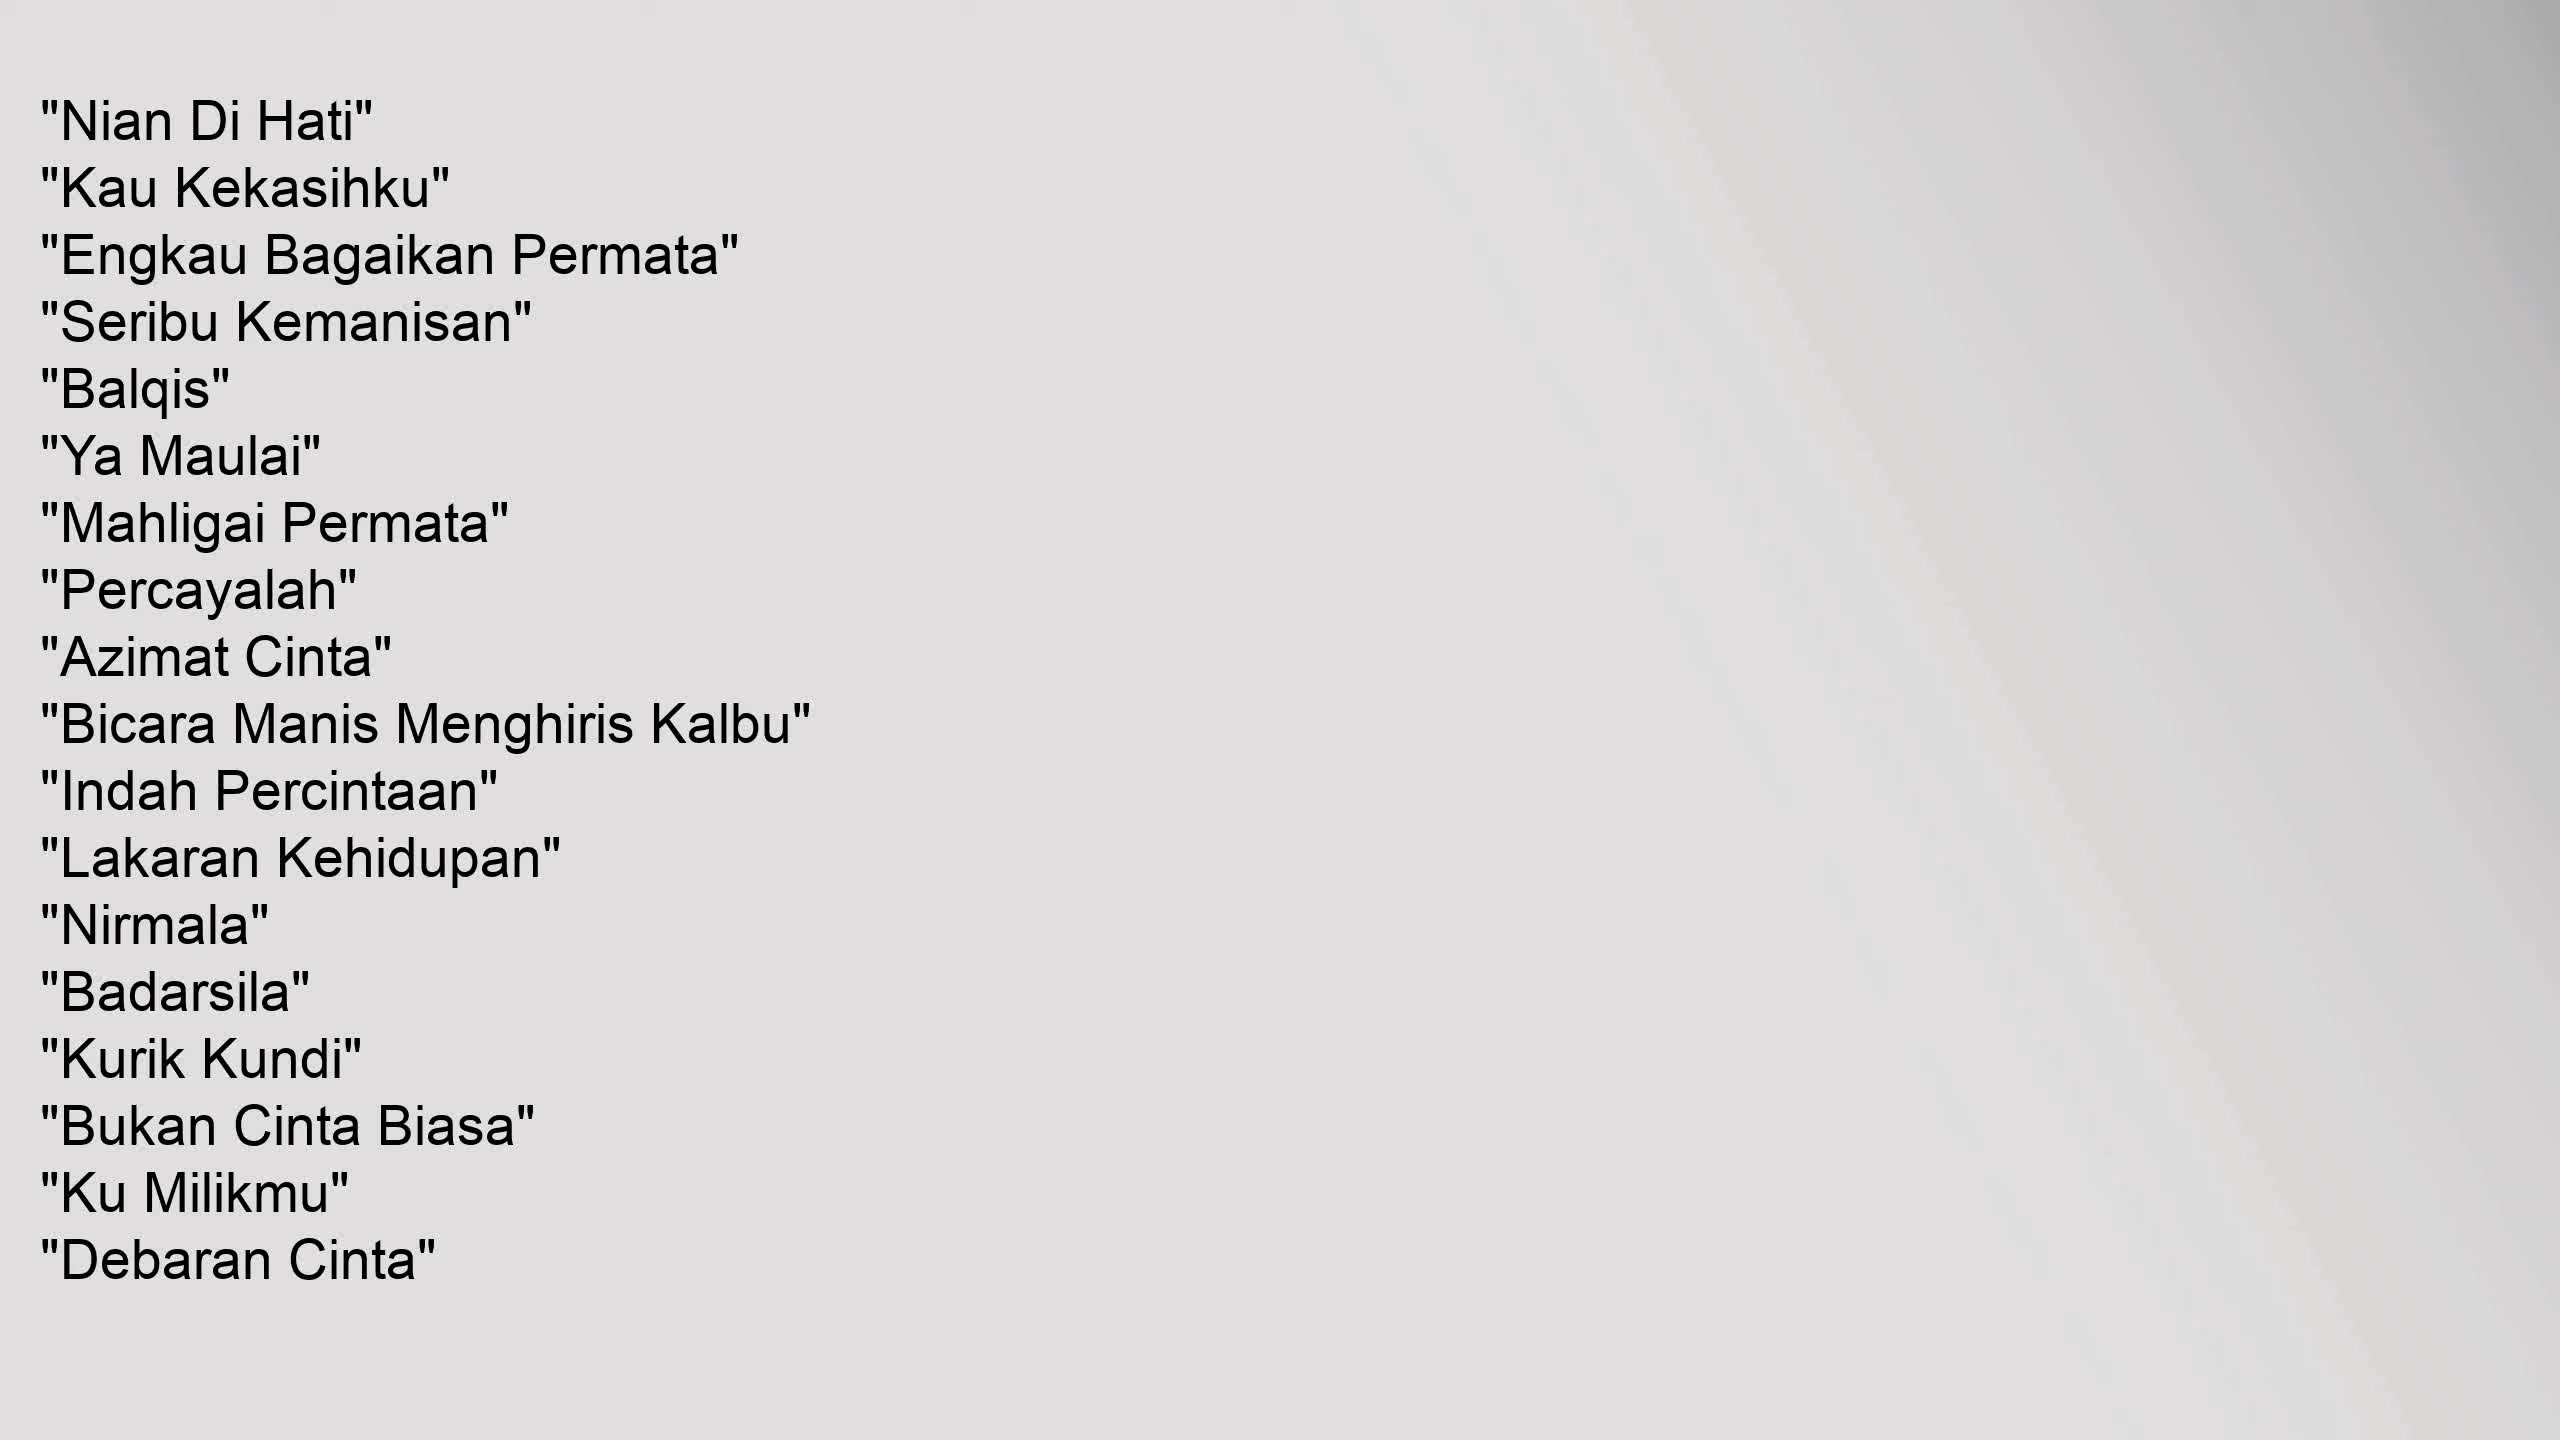 "Nian Di Hati"
"Kau Kekasihku"
"Engkau Bagaikan Permata"
"Seribu Kemanisan"
"Balqis"
"Ya Maulai"
"Mahligai Permata"
"Percayalah"
"Azimat Cinta"
"Bicara Manis Menghiris Kalbu"
"Indah Percintaan"
"Lakaran Kehidupan"
"Nirmala"
"Badarsila"
"Kurik Kundi"
"Bukan Cinta Biasa"
"Ku Milikmu"
"Debaran Cinta"